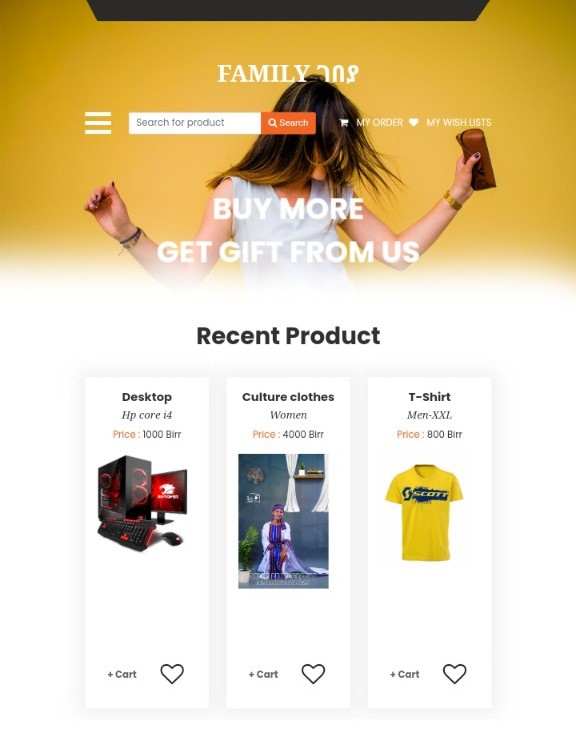 FAMILY ገበያ
Search for product
Search
MY ORDER
MY WISH LISTS
BUY MORE
GET GIFT FROM US
Recent Product
Desktop
Hp core i4
Price : 1000 Birr
Culture clothes
Women
Price : 4000 Birr
T-Shirt
Men-XXL
Price : 800 Birr
SCOTT
+ Cart
+ Cart
+ Cart